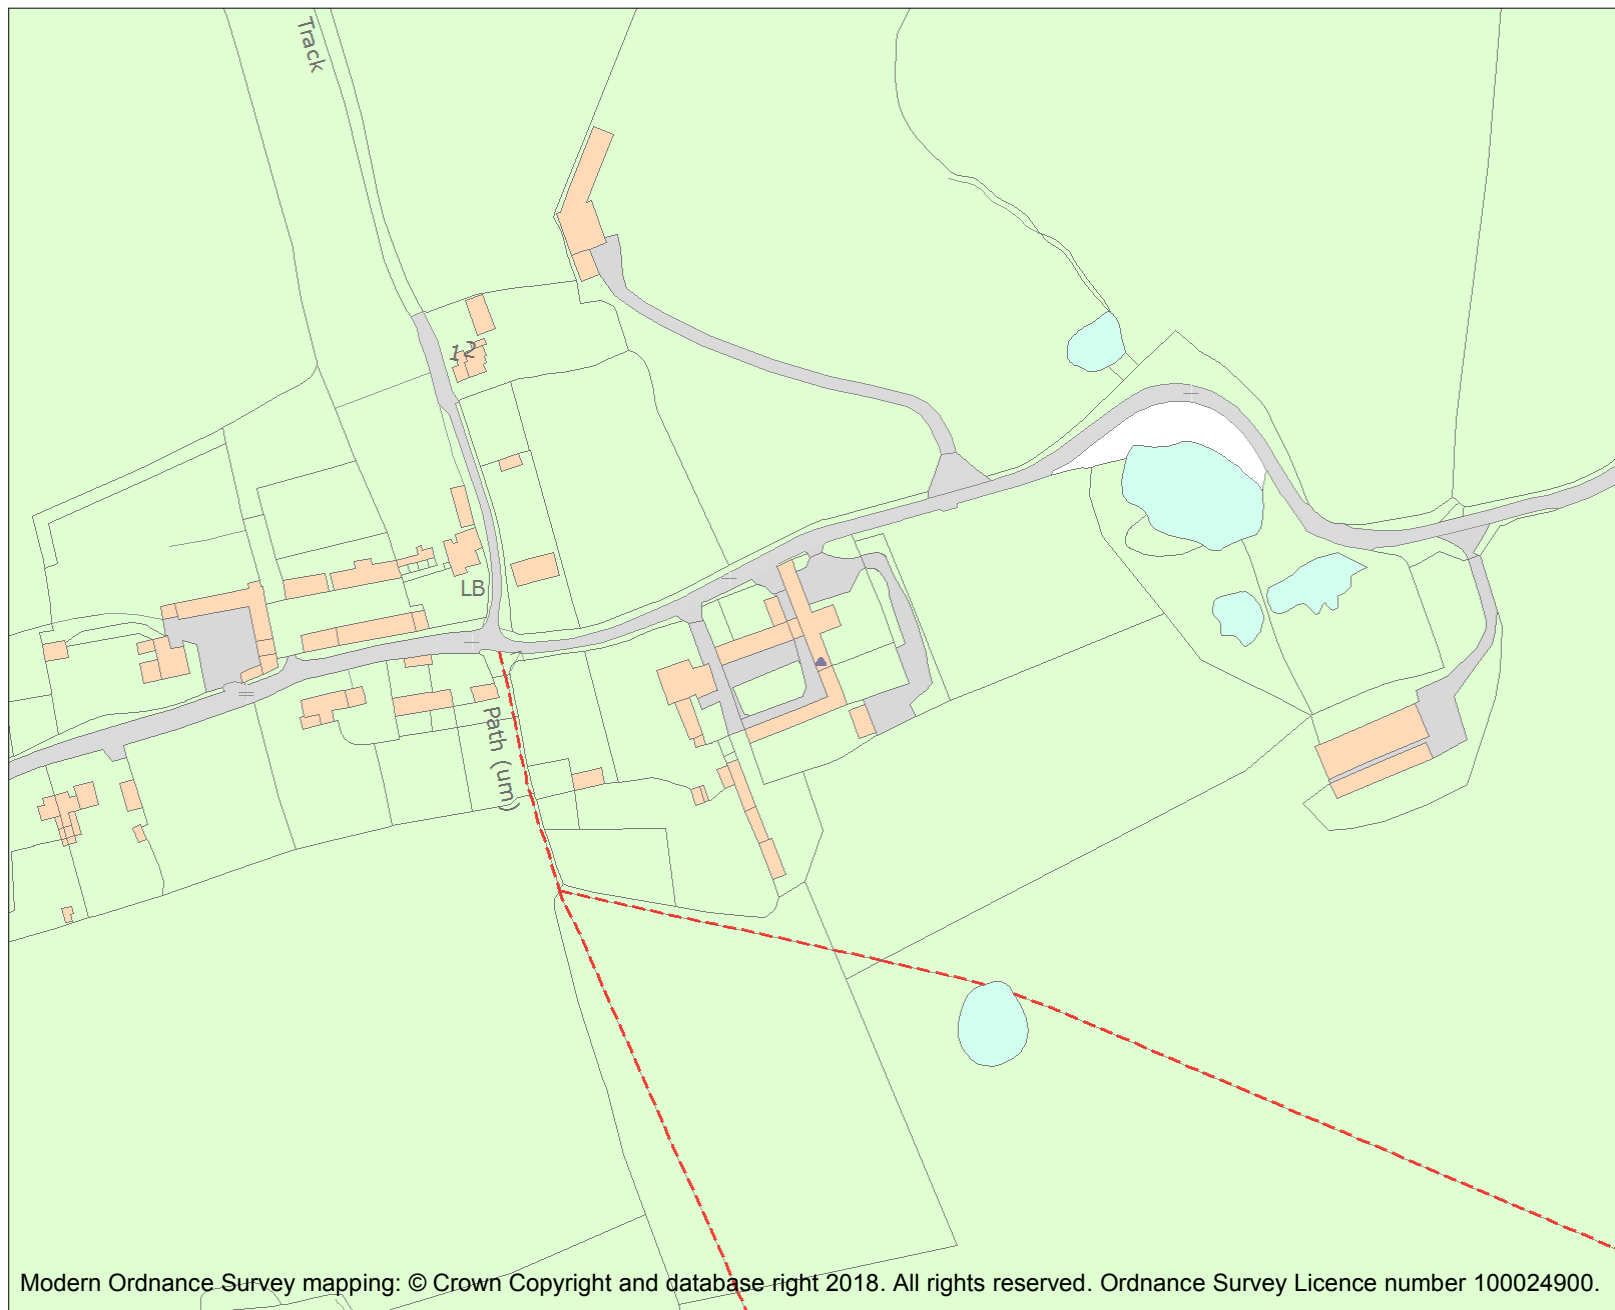 Track
12
LB
Path (um)
Modern Ordnance Survey mapping: © Crown Copyright and database right 2018. All rights reserved. Ordnance Survey Licence number 100024900.